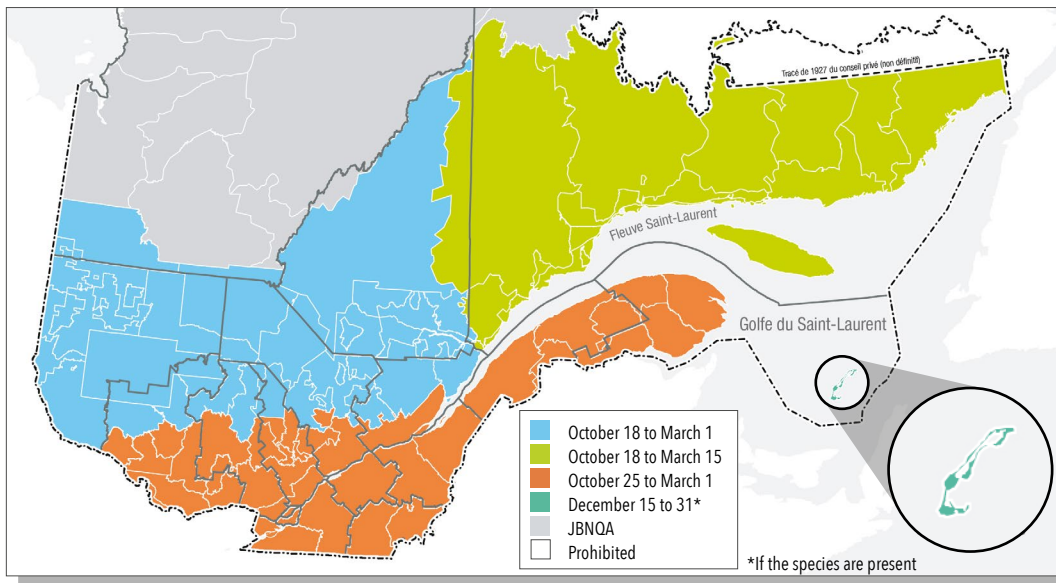 Tracé de 1927 du conseil privé (non définitif)
Fleuve Saint-Laurent
Golfe du Saint-Laurent
October 18 to March 1
October 18 to March 15
October 25 to March 1
December 15 to 31*
JBNQA
Prohibited
*If the species are present